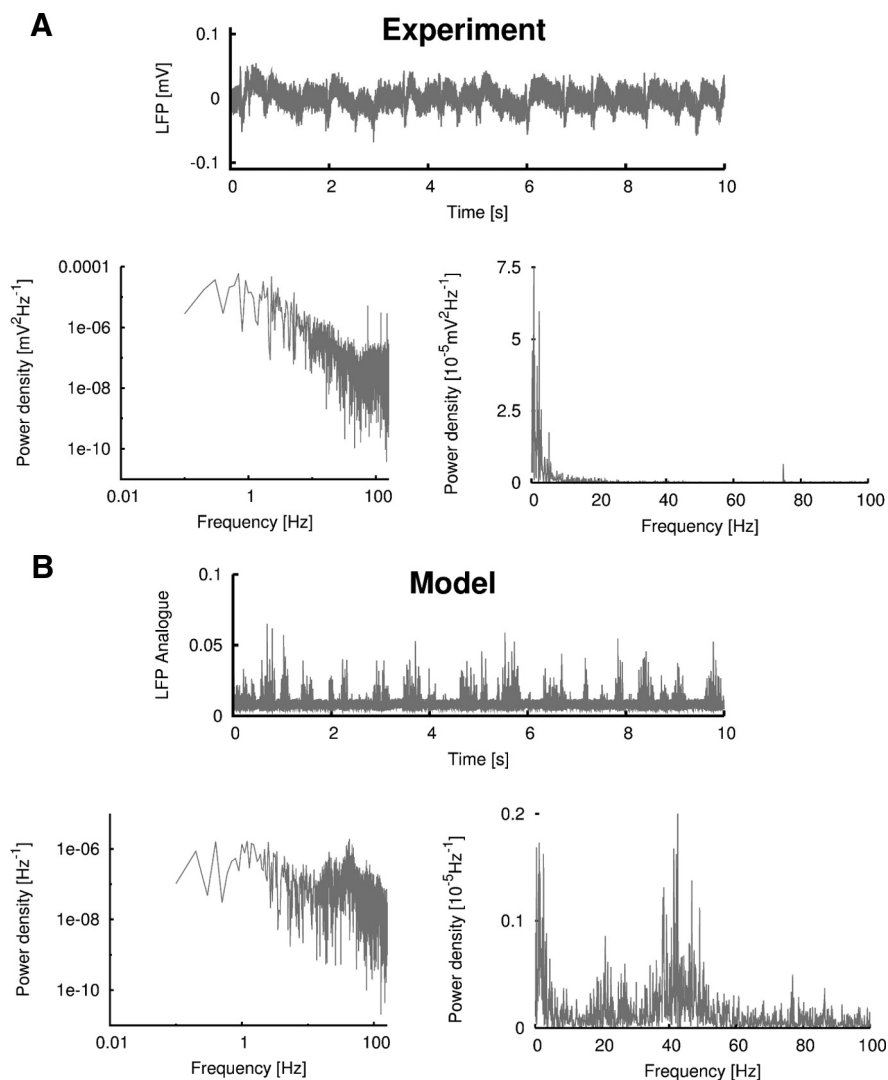 A
Experiment
LFP [mV]
0.1
0
-0.1
0 2 4 6 8 10
Time [s]
Power density [mV²Hz⁻¹]
0.0001
1e-06
1e-08
1e-10
0.01 1 100
Frequency [Hz]
Power density [10⁻⁵mV²Hz⁻¹]
7.5
5
2.5
0
0 20 40 60 80 100
Frequency [Hz]
B
Model
LFP Analogue
0.1
0.05
0
0 2 4 6 8 10
Time [s]
Power density [Hz⁻¹]
1e-06
1e-08
1e-10
0.01 1 100
Frequency [Hz]
Power density [10⁻⁵Hz⁻¹]
0.2
0.1
0
0 20 40 60 80 100
Frequency [Hz]